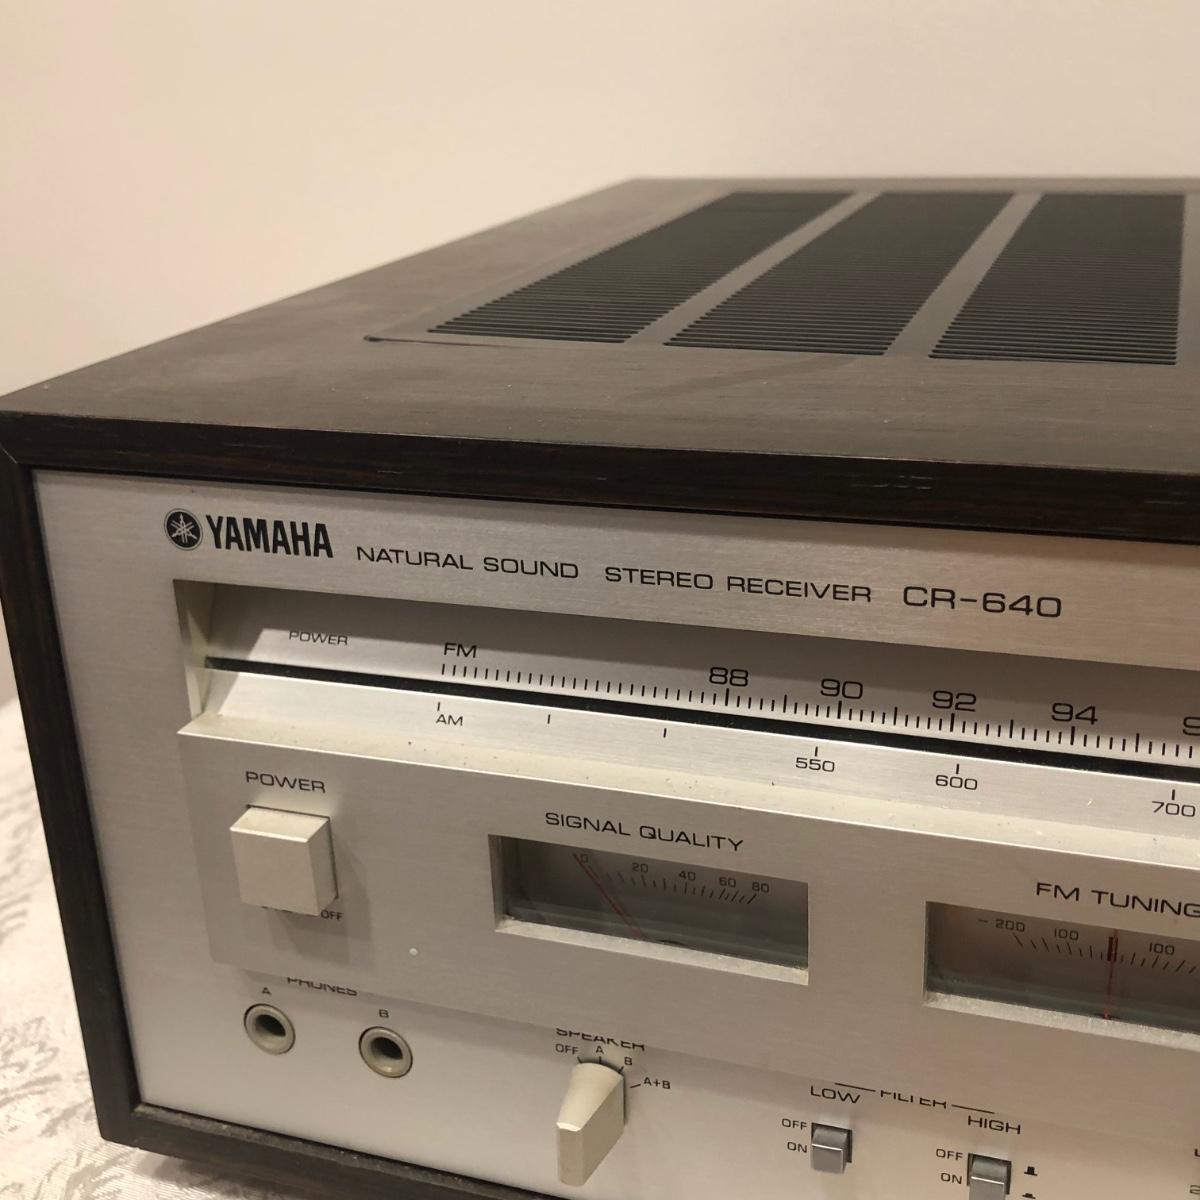 YAMAHA NATURAL SOUND STEREO RECEIVER CR-640
POWER FM 88 90 92 94
AM 550 600 700
POWER
OFF
SIGNAL QUALITY
0 20 40 60 80
FM TUNING
- 200 100 100
PHONES
A B
SPEAKER
OFF A B A+B
FILTER
LOW HIGH
OFF OFF
ON ON